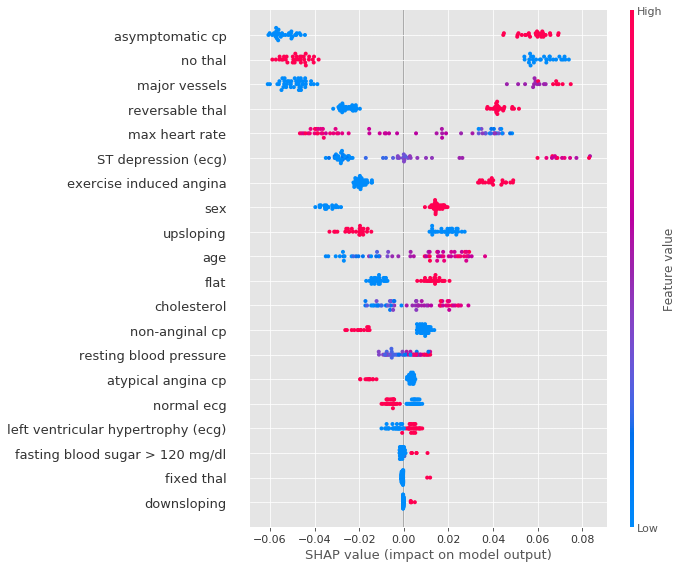 High
asymptomatic cp
no thal
major vessels
reversable thal
max heart rate
ST depression (ecg)
exercise induced angina
sex
upsloping
age
flat
cholesterol
non-anginal cp
resting blood pressure
atypical angina cp
normal ecg
left ventricular hypertrophy (ecg)
fasting blood sugar > 120 mg/dl
fixed thal
downsloping
Feature value
Low
−0.06 −0.04 −0.02 0.00 0.02 0.04 0.06 0.08
SHAP value (impact on model output)